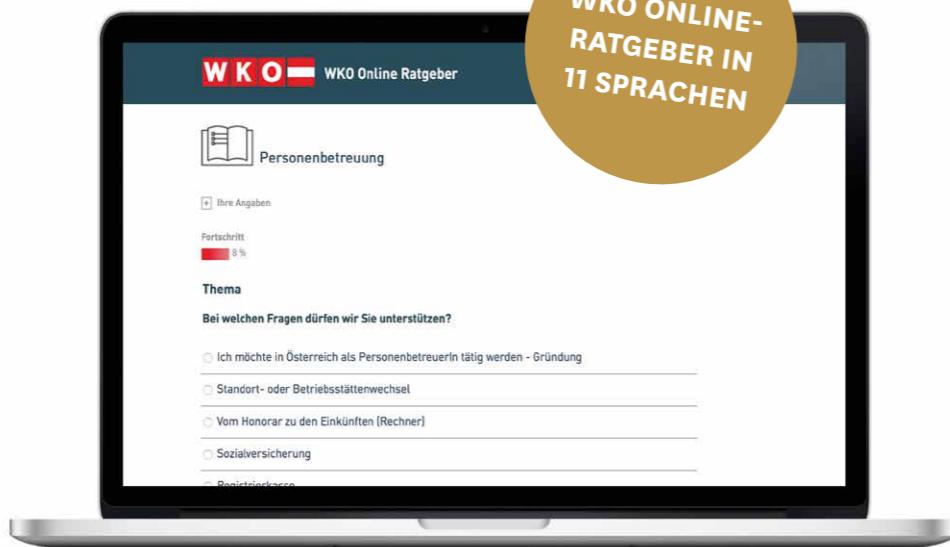 WKO ONLINE-
RATGEBER IN
11 SPRACHEN
WKO WKO Online Ratgeber
Personenbetreuung
+ Ihre Angaben
Fortschritt
8 %
Thema
Bei welchen Fragen dürfen wir Sie unterstützen?
Ich möchte in Österreich als PersonenbetreuerIn tätig werden - Gründung
Standort- oder Betriebsstättenwechsel
Vom Honorar zu den Einkünften (Rechner)
Sozialversicherung
Registrierkasse